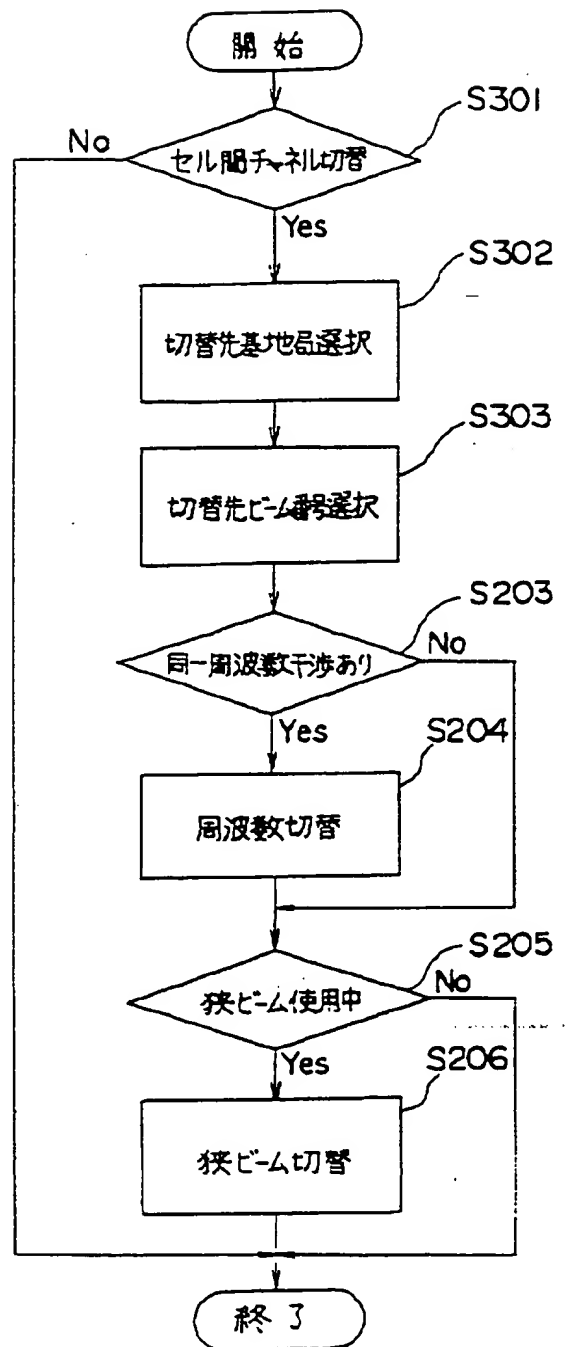 開始
S301
セル間チャネル切替
No
Yes
S302
切替先基地局選択
S303
切替先ビーム番号選択
S203
同一周波数干渉あり
No
Yes
S204
周波数切替
S205
狭ビーム使用中
No
Yes
S206
狭ビーム切替
終了